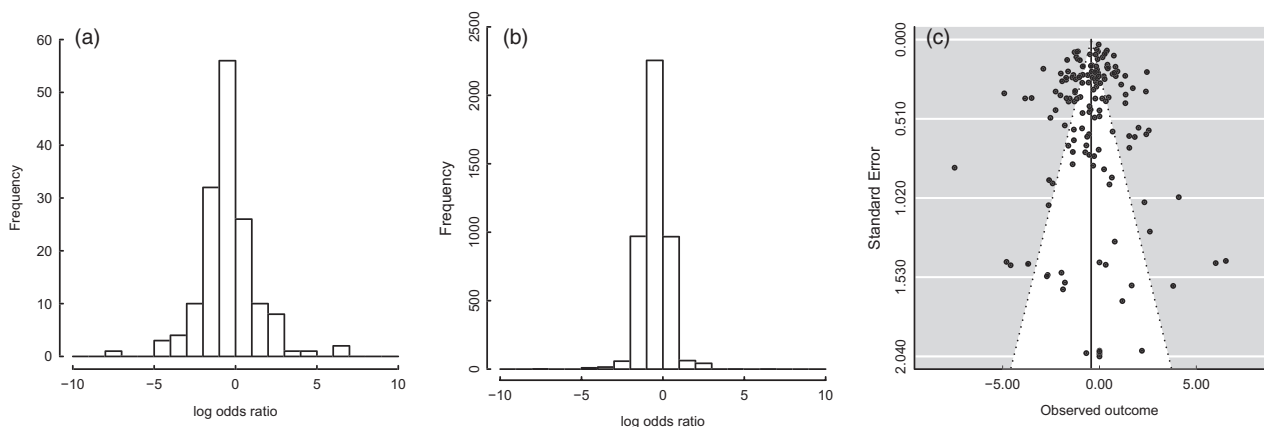 (a)
Frequency
60
50
40
30
20
10
0
−10 −5 0 5 10
log odds ratio
(b)
Frequency
2500
2000
1500
1000
500
0
−10 −5 0 5 10
log odds ratio
(c)
Standard Error
0.000
0.510
1.020
1.530
2.040
−5.00 0.00 5.00
Observed outcome